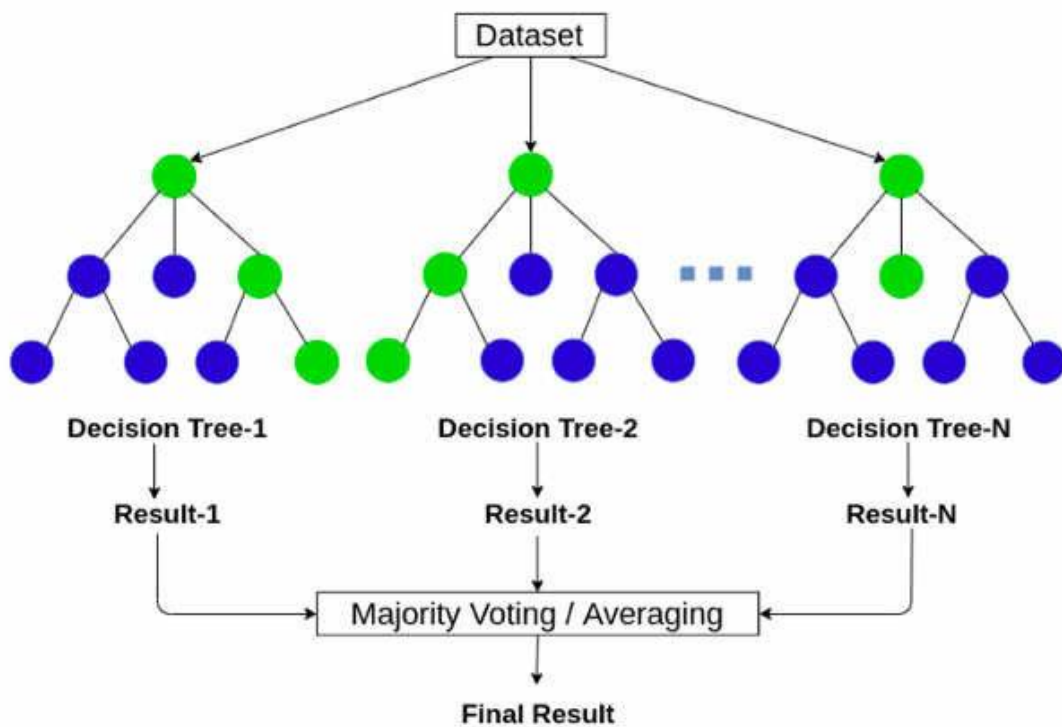 Dataset
Decision Tree-1
Decision Tree-2
Decision Tree-N
Result-1
Result-2
Result-N
Majority Voting / Averaging
Final Result